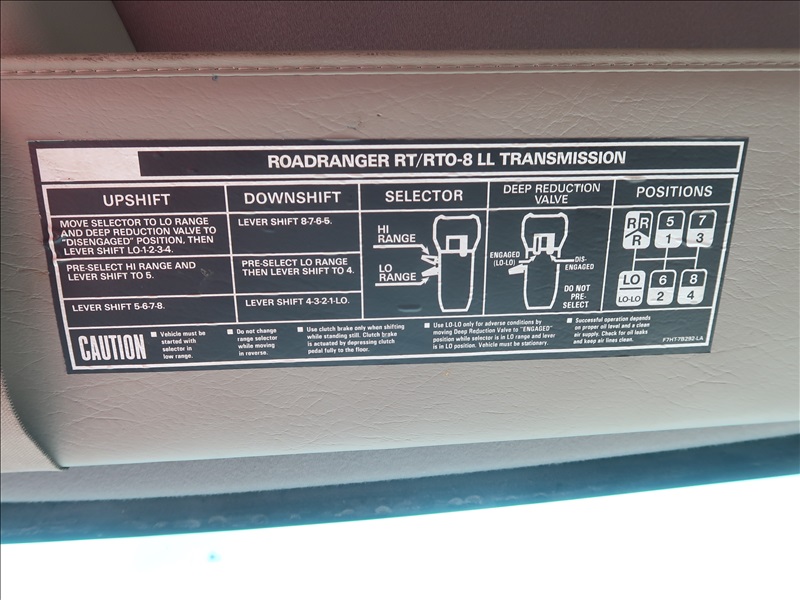 ROADRANGER RT/RTO-8 LL TRANSMISSION
UPSHIFT
MOVE SELECTOR TO LO RANGE
AND DEEP REDUCTION VALVE TO
"DISENGAGED" POSITION, THEN
LEVER SHIFT LO-1-2-3-4.
PRE-SELECT HI RANGE AND
LEVER SHIFT TO 5.
LEVER SHIFT 5-6-7-8.
DOWNSHIFT
LEVER SHIFT 8-7-6-5.
PRE-SELECT LO RANGE
THEN LEVER SHIFT TO 4.
LEVER SHIFT 4-3-2-1-LO.
SELECTOR
HI
RANGE
LO
RANGE
DEEP REDUCTION
VALVE
ENGAGED
(LO-LO)
DIS-
ENGAGED
DO NOT
PRE-
SELECT
POSITIONS
R R 5 7
R 1 3
LO 6 8
LO-LO 2 4
CAUTION
■ Vehicle must be
started with
selector in
low range.
■ Do not change
range selector
while moving
in reverse.
■ Use clutch brake only when shifting
while standing still. Clutch brake
is actuated by depressing clutch
pedal fully to the floor.
■ Use LO-LO only for adverse conditions by
moving Deep Reduction Valve to "ENGAGED"
position while selector is in LO range and lever
is in LO position. Vehicle must be stationary.
■ Successful operation depends
on proper oil level and a clean
air supply. Check for oil leaks
and keep air lines clean.
F7HT-7B292-LA